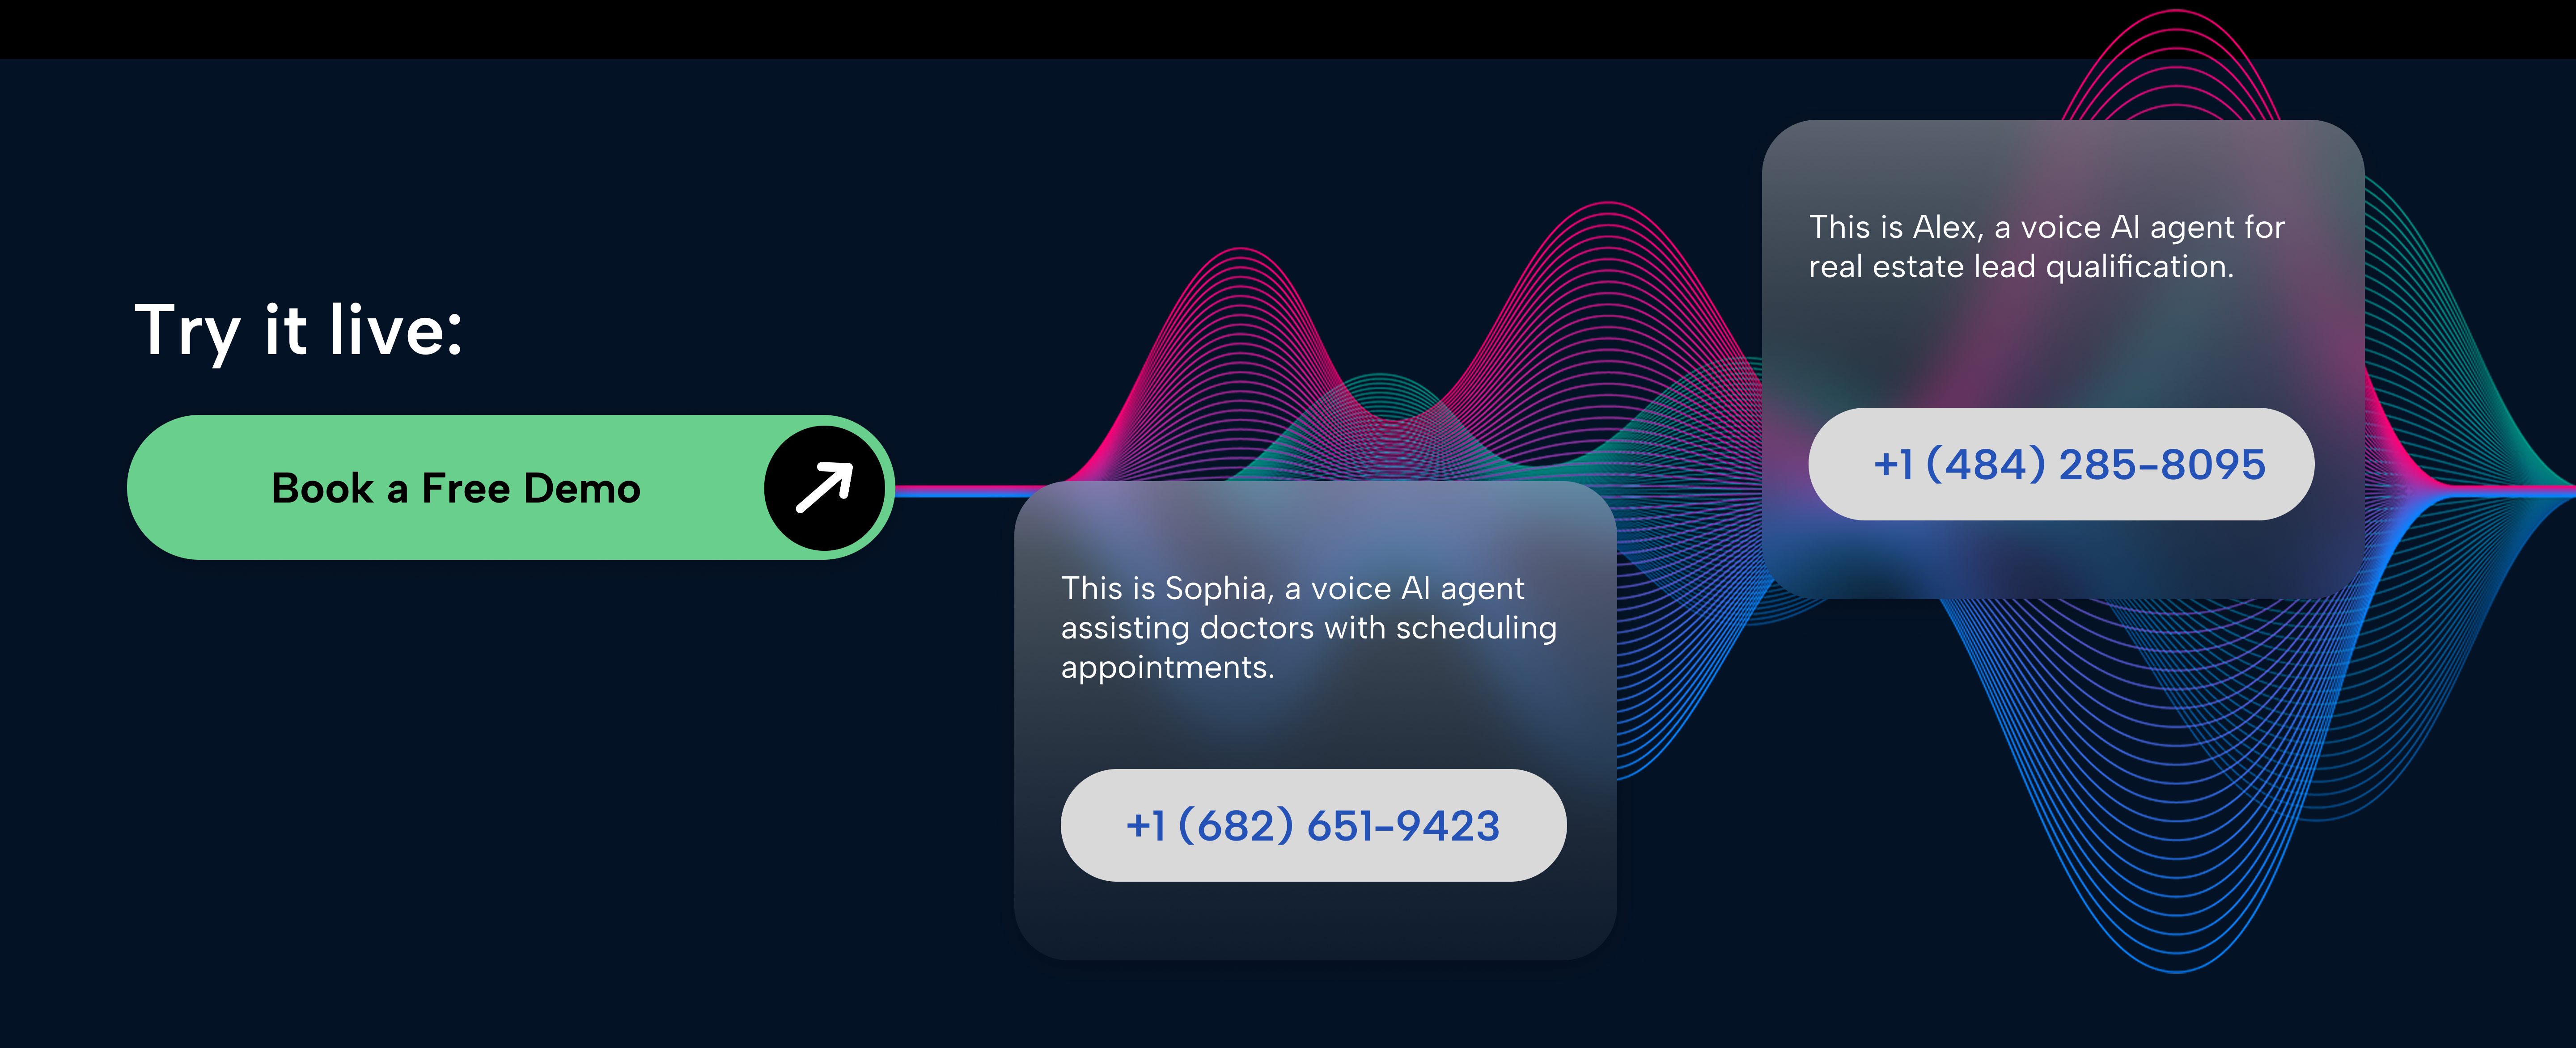 Try it live:
Book a Free Demo
This is Sophia, a voice AI agent
assisting doctors with scheduling
appointments.
+1 (682) 651-9423
This is Alex, a voice AI agent for
real estate lead qualification.
+1 (484) 285-8095